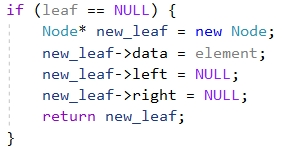 if (leaf == NULL) {
    Node* new_leaf = new Node;
    new_leaf->data = element;
    new_leaf->left = NULL;
    new_leaf->right = NULL;
    return new_leaf;
}